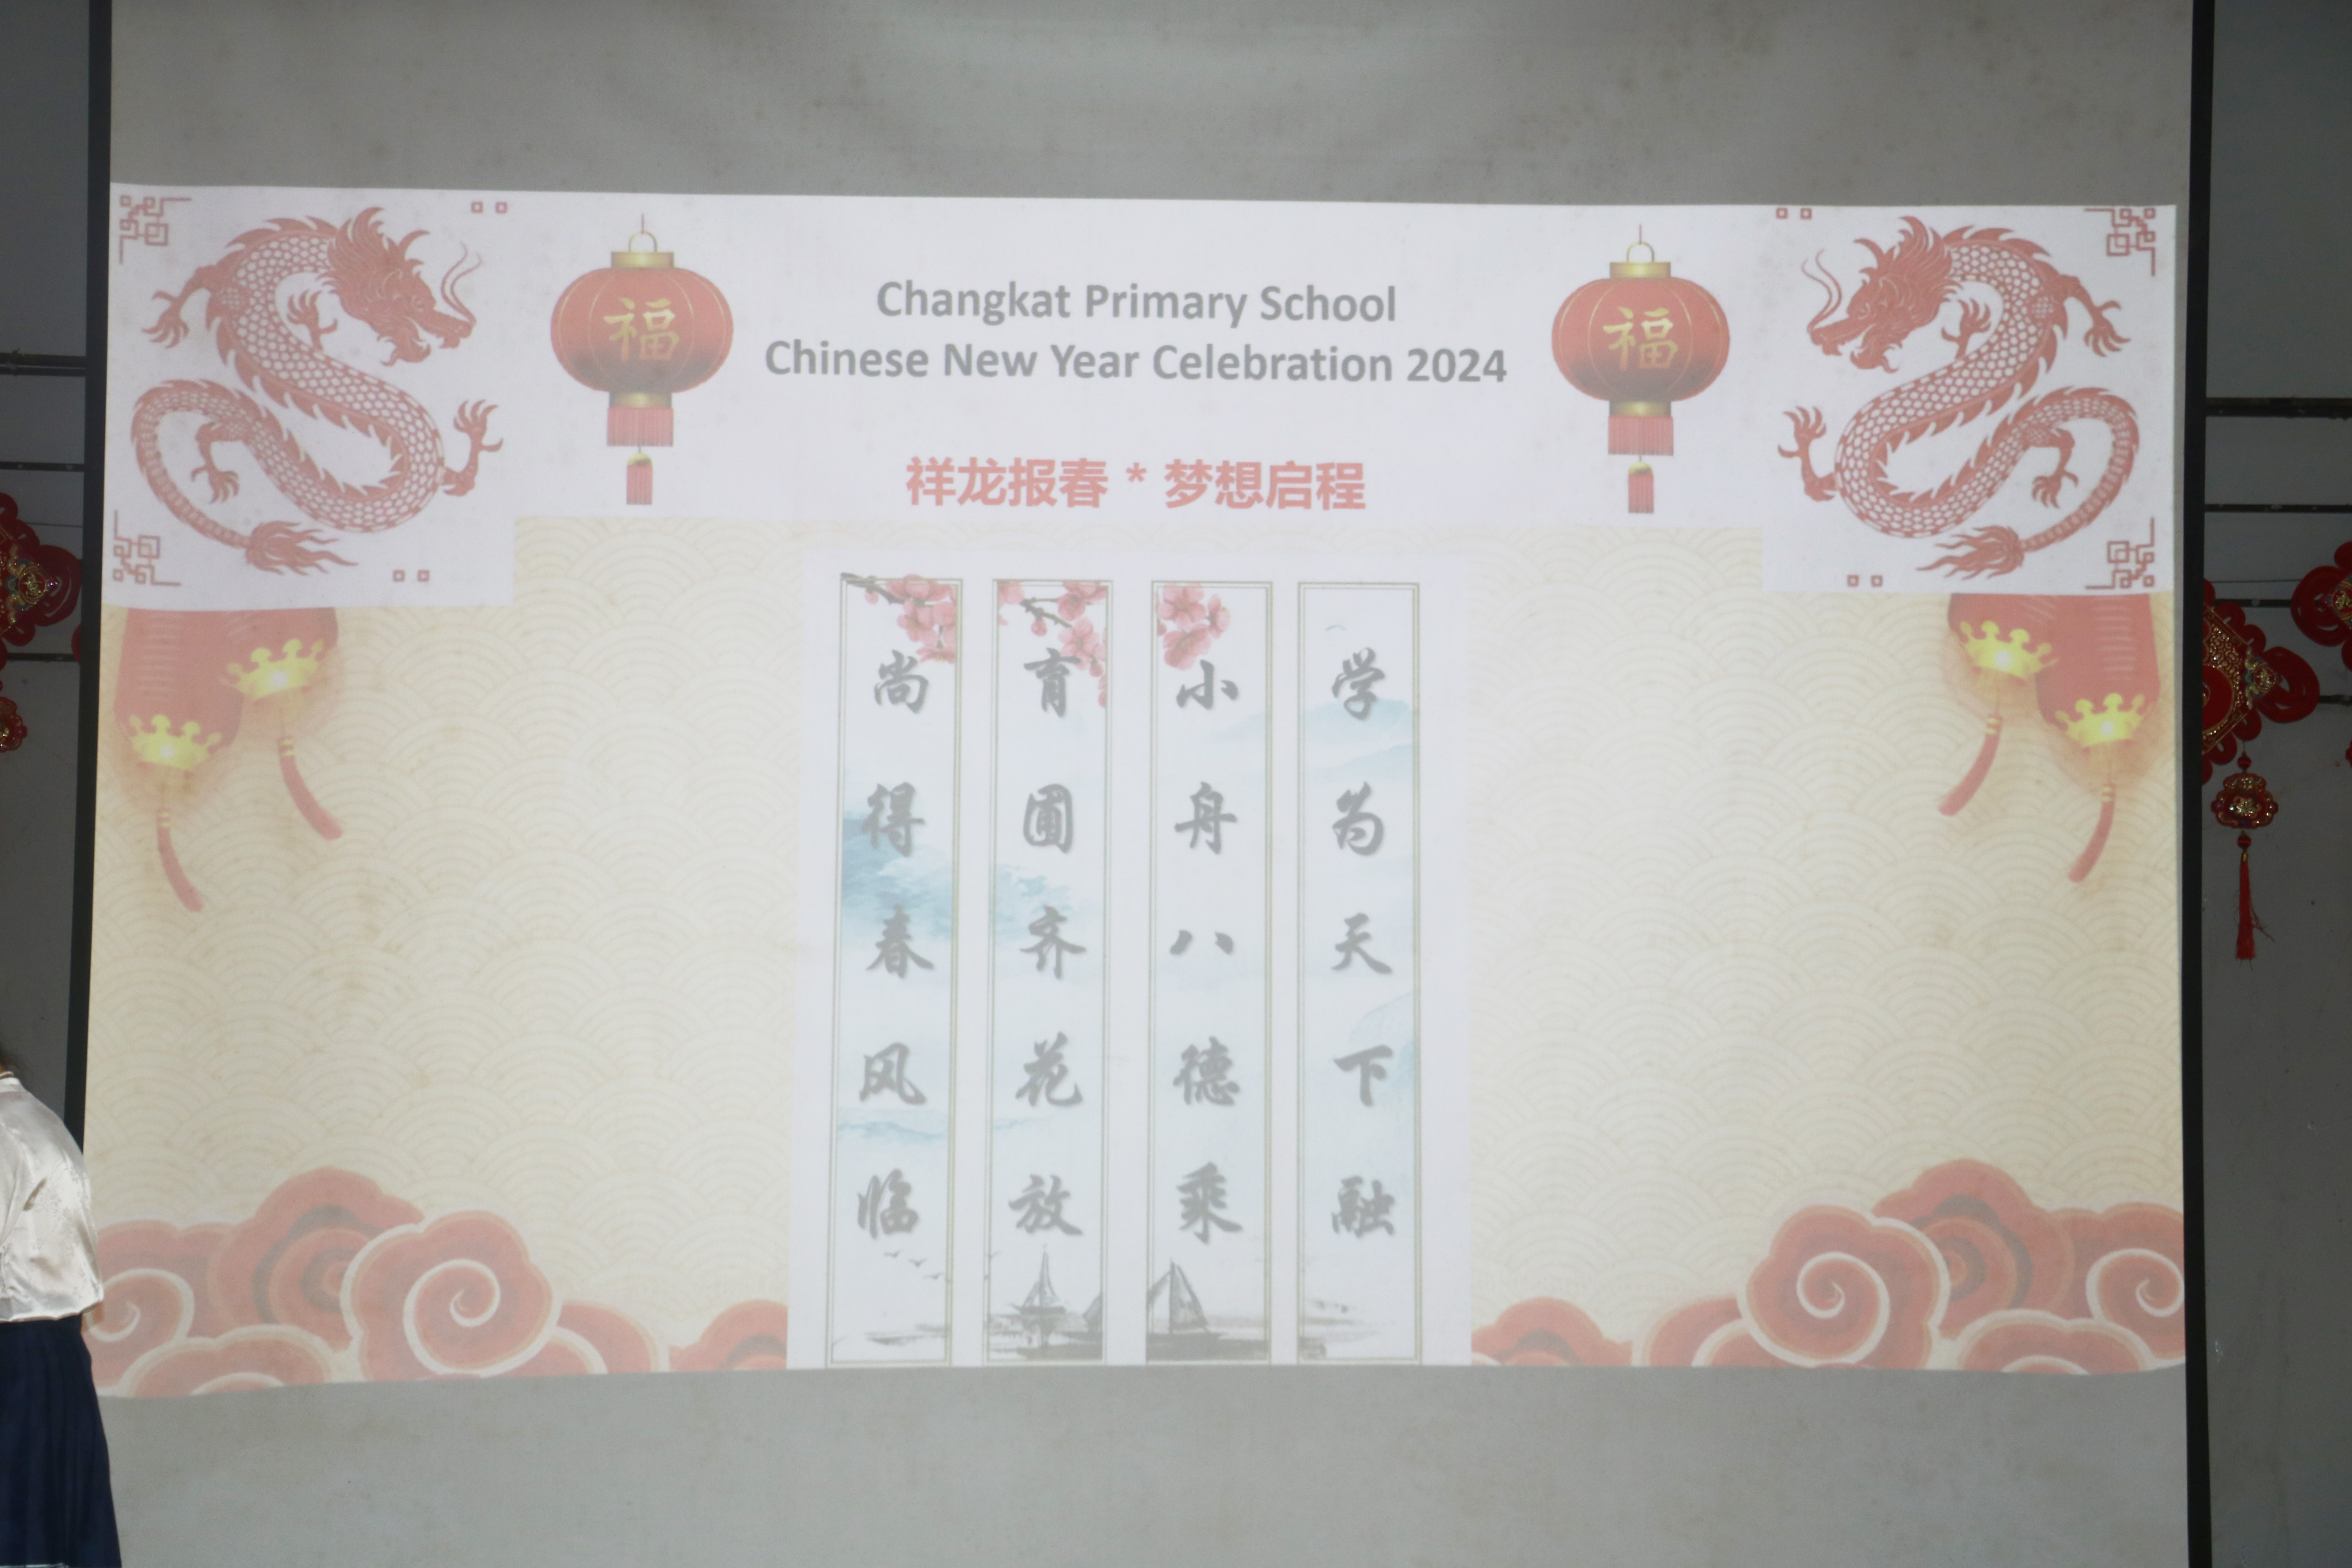 福
Changkat Primary School
Chinese New Year Celebration 2024
福
祥龙报春 * 梦想启程
尚得春风临
育圃齐花放
小舟八德乘
学为天下融